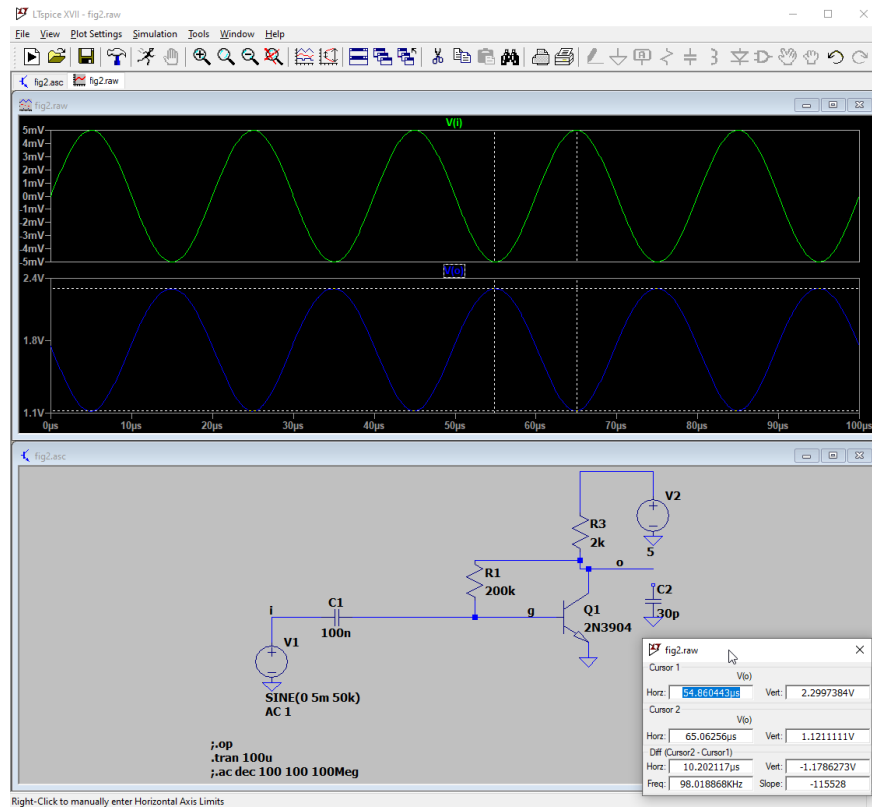 LTspice XVII - fig2.raw
File View Plot Settings Simulation Tools Window Help
fig2.asc fig2.raw
fig2.raw
V(i)
5mV
4mV
3mV
2mV
1mV
0mV
-1mV
-2mV
-3mV
-4mV
-5mV
V(o)
2.4V
1.8V
1.1V
0µs 10µs 20µs 30µs 40µs 50µs 60µs 70µs 80µs 90µs 100µs
fig2.asc
V2
R3
2k
5
o
R1
200k
C2
30p
C1
100n
i
g
Q1
2N3904
V1
SINE(0 5m 50k)
AC 1
;.op
.tran 100u
;.ac dec 100 100 100Meg
fig2.raw
Cursor 1
V(o)
Horz: 54.860443µs Vert: 2.2997384V
Cursor 2
V(o)
Horz: 65.06256µs Vert: 1.1211111V
Diff (Cursor2 - Cursor1)
Horz: 10.202117µs Vert: -1.1786273V
Freq: 98.018868KHz Slope: -115528
Right-Click to manually enter Horizontal Axis Limits